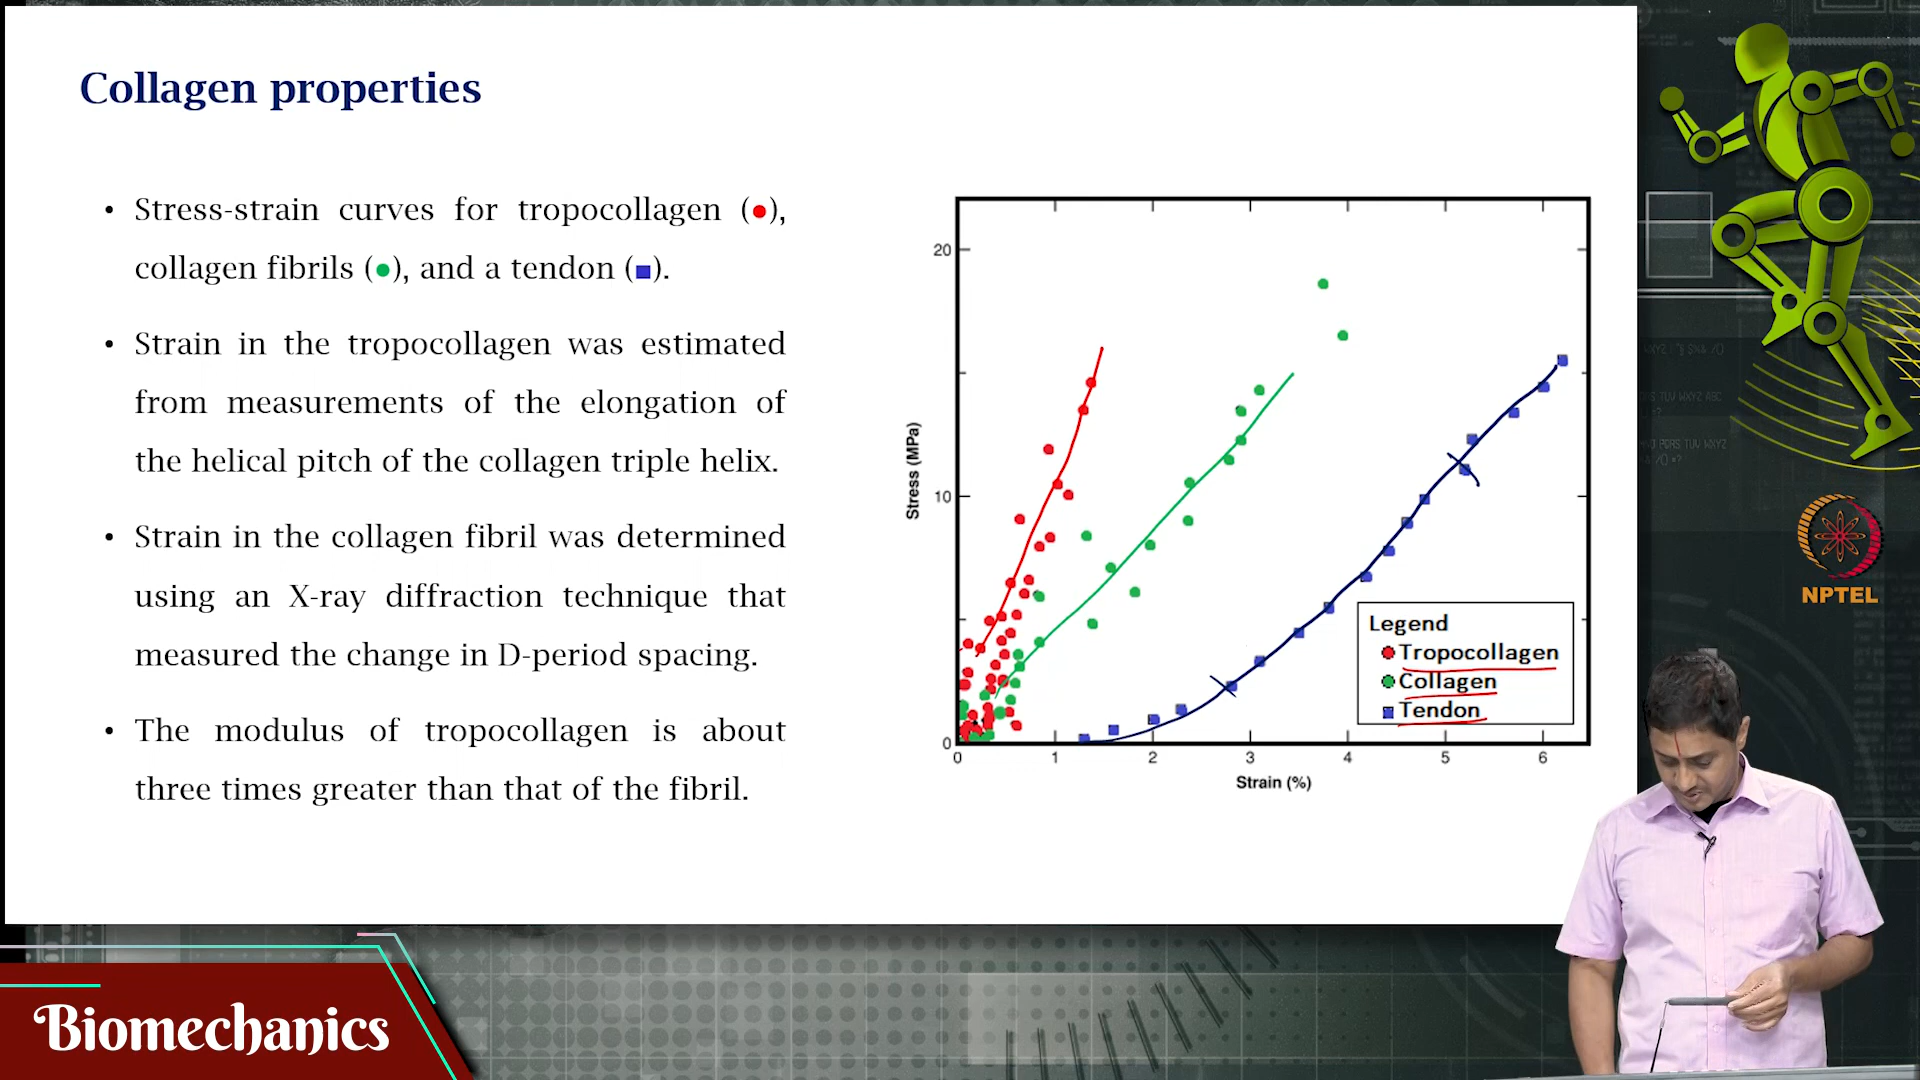 Collagen properties
• Stress-strain curves for tropocollagen (●),
collagen fibrils (●), and a tendon (■).
• Strain in the tropocollagen was estimated
from measurements of the elongation of
the helical pitch of the collagen triple helix.
• Strain in the collagen fibril was determined
using an X-ray diffraction technique that
measured the change in D-period spacing.
• The modulus of tropocollagen is about
three times greater than that of the fibril.
20
10
0
Stress (MPa)
0 1 2 3 4 5 6
Strain (%)
Legend
Tropocollagen
Collagen
Tendon
NPTEL
Biomechanics